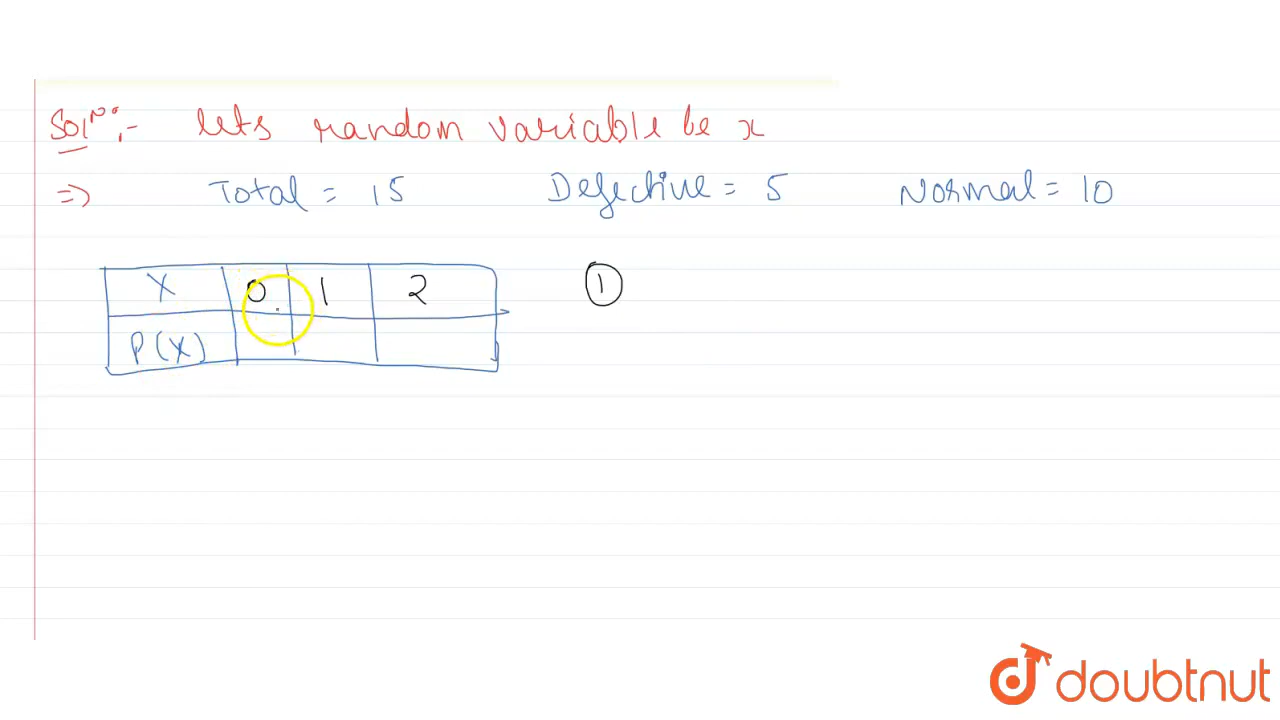 Solⁿ:- lets random variable be x
=> Total = 15 Defective = 5 Normal = 10
X 0 1 2 ①
P(X)
doubtnut